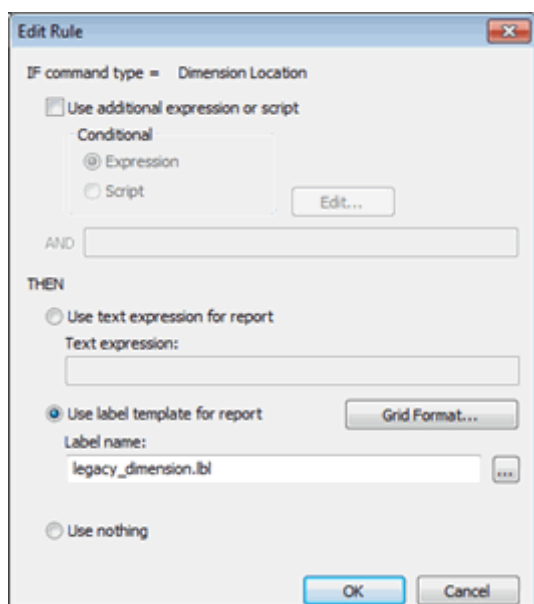 Edit Rule
IF command type = Dimension Location
Use additional expression or script
Conditional
Expression
Script
Edit...
AND
THEN
Use text expression for report
Text expression:
Use label template for report
Grid Format...
Label name:
legacy_dimension.lbl
...
Use nothing
OK
Cancel